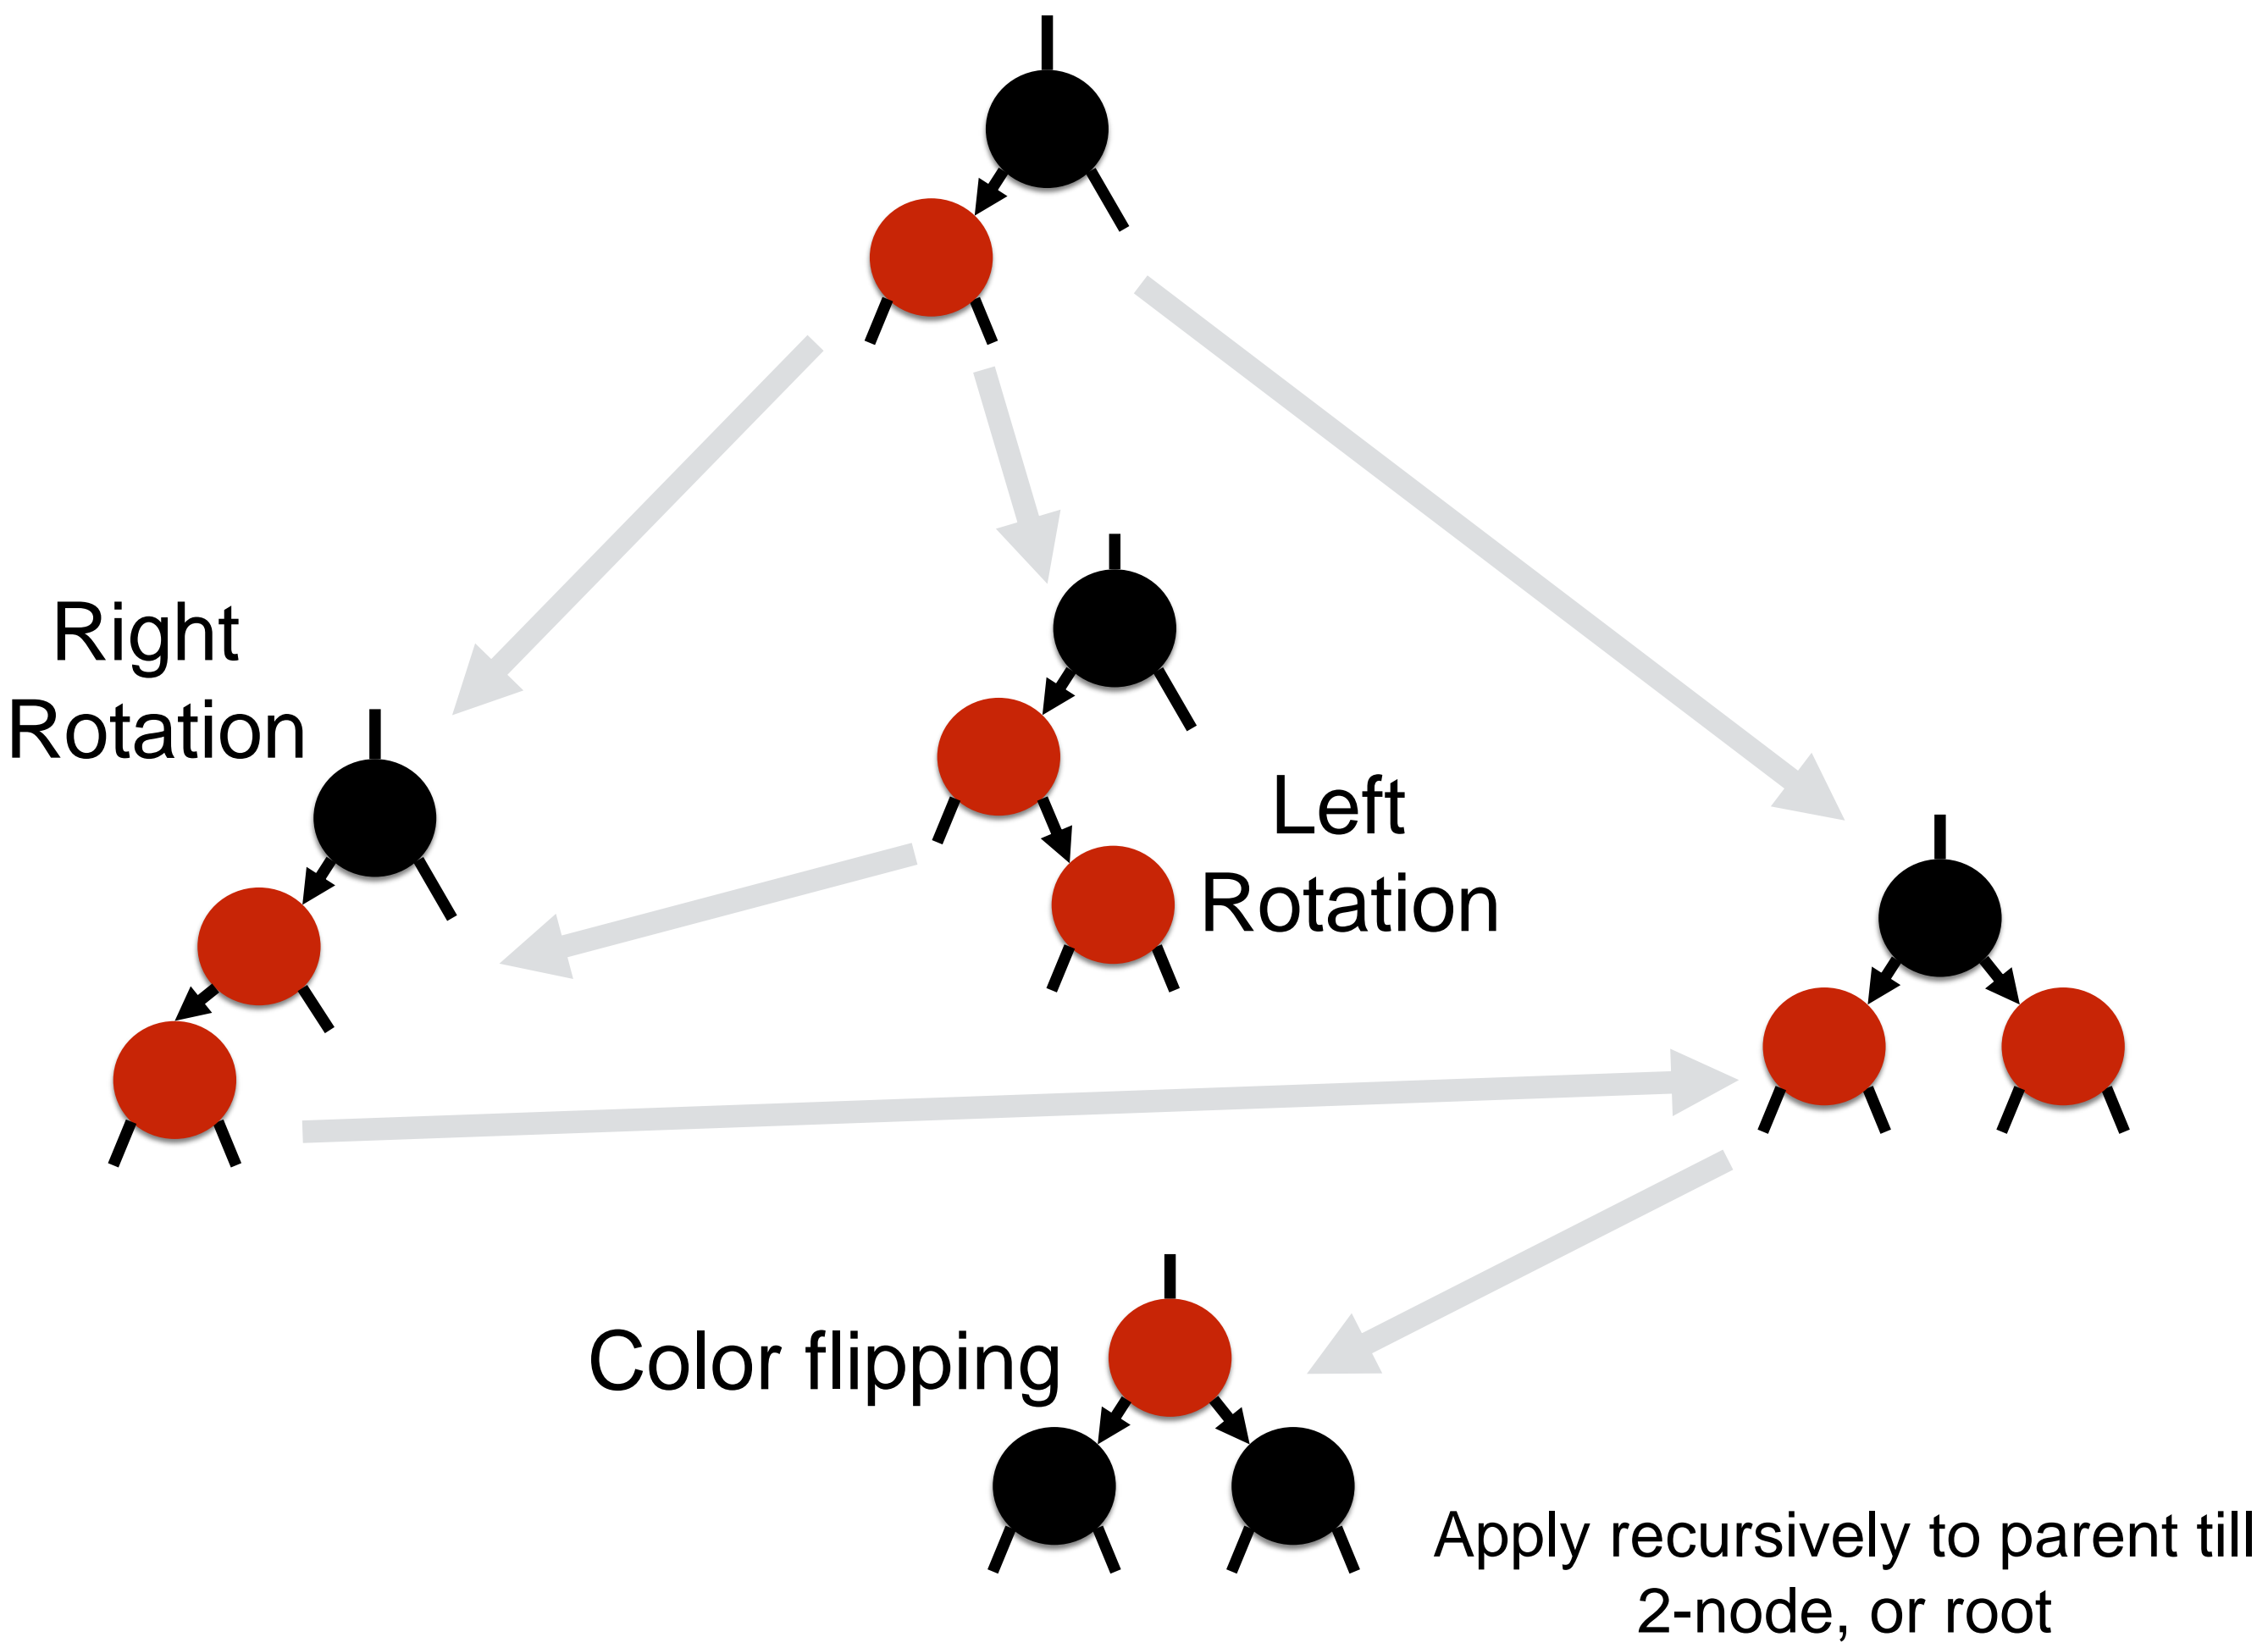 Right
Rotation
Left
Rotation
Color flipping
Apply recursively to parent till
2-node, or root